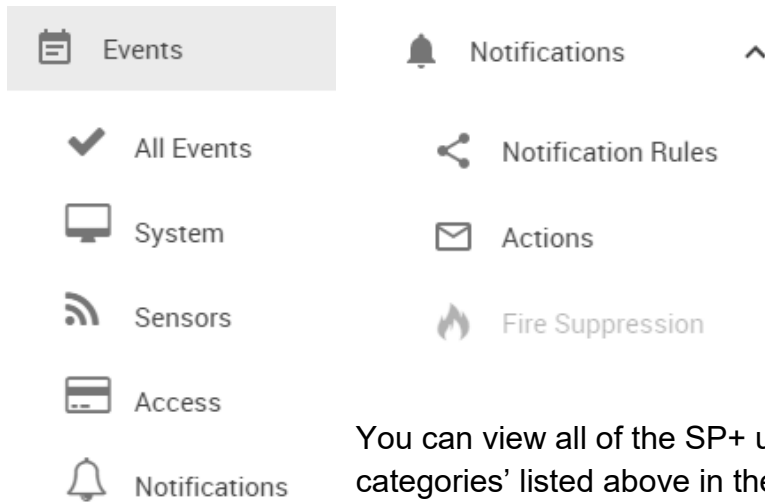 Events
All Events
System
Sensors
Access
Notifications
Notifications
Notification Rules
Actions
Fire Suppression
You can view all of the SP+
categories’ listed above in the